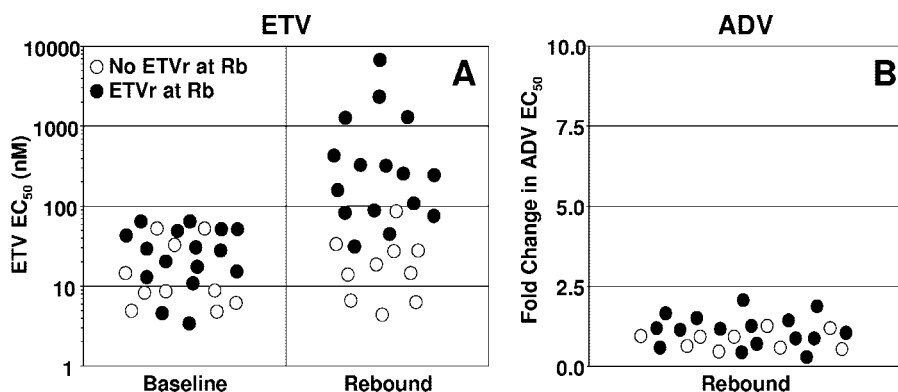 ETV
ADV
10000
1000
100
10
1
ETV EC50 (nM)
No ETVr at Rb
ETVr at Rb
A
Baseline
Rebound
10.0
7.5
5.0
2.5
0.0
Fold Change in ADV EC50
B
Rebound